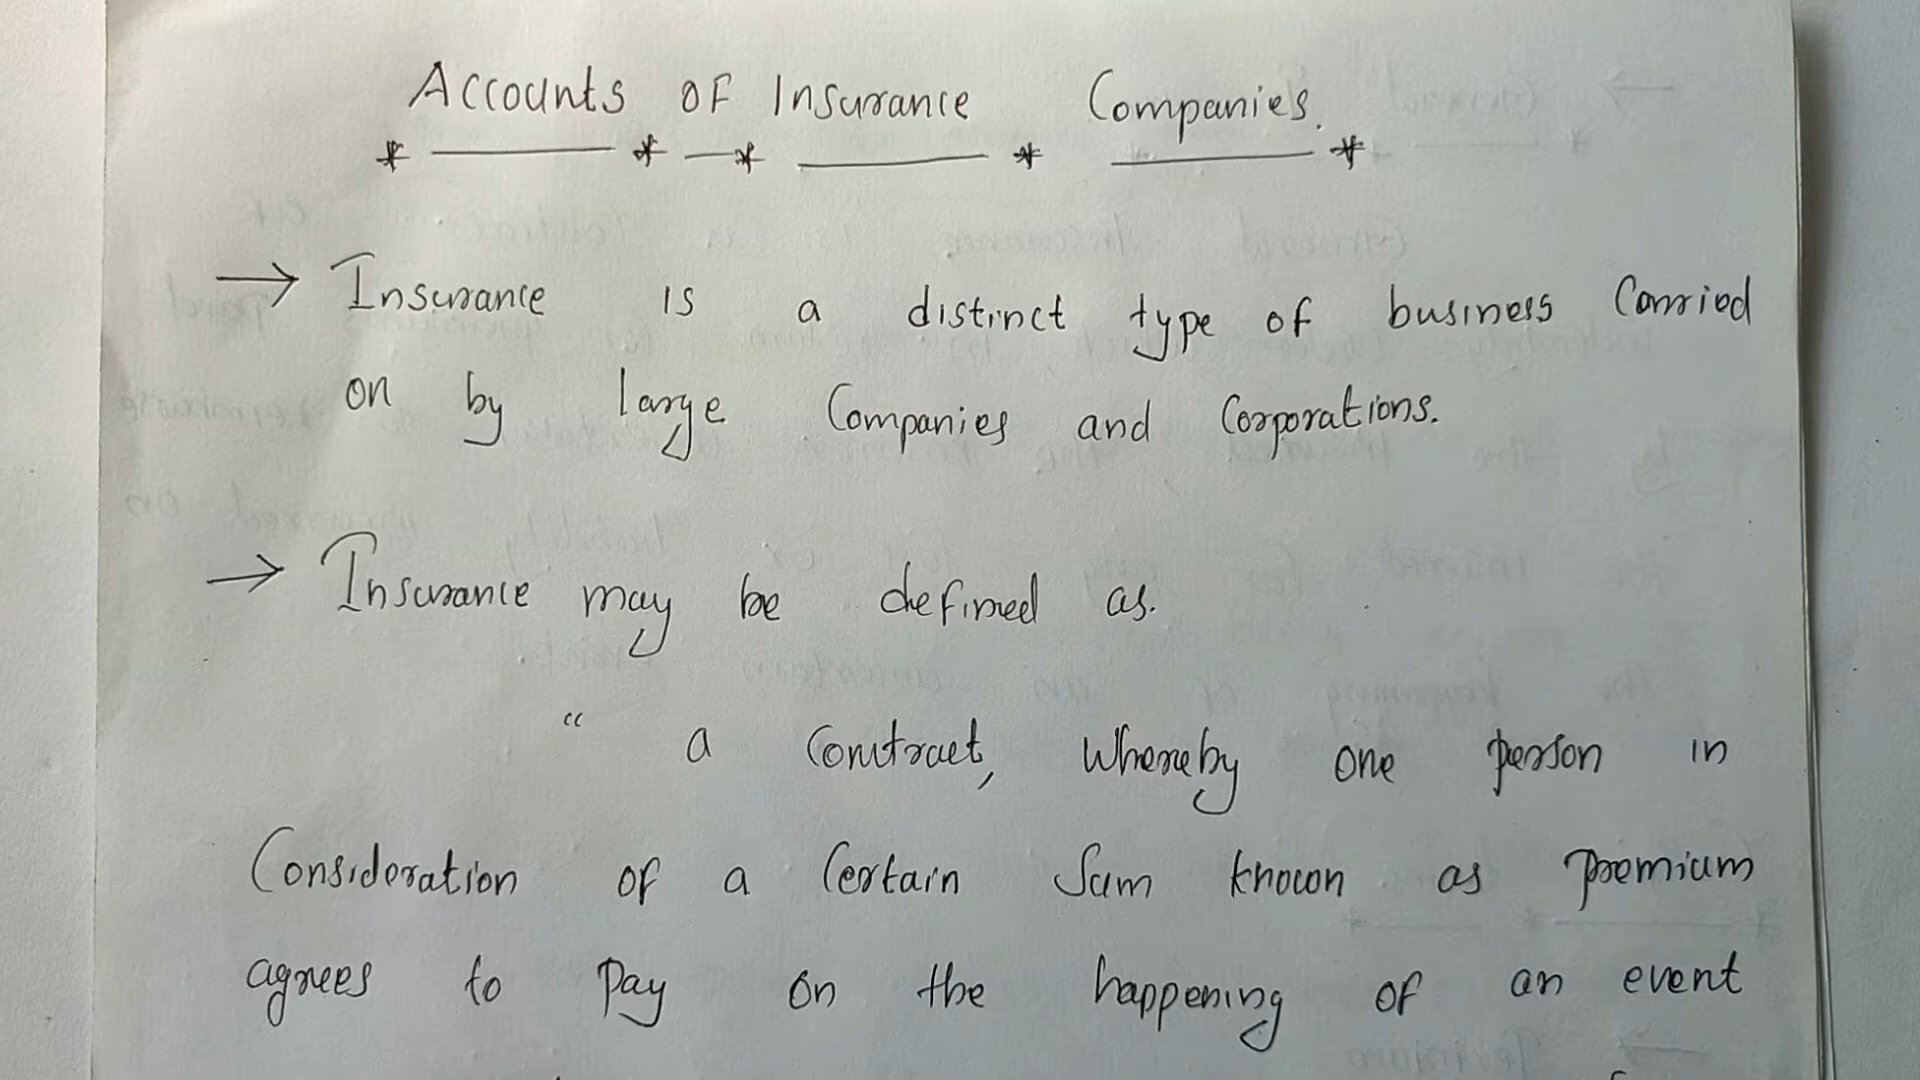 Accounts of Insurance Companies.
→ Insurance is a distinct type of business Carried
on by large Companies and Corporations.
→ Insurance may be defined as.
“ a Contract, Whereby one person in
Consideration of a Certain Sum known as Premium
agrees to Pay on the happening of an event